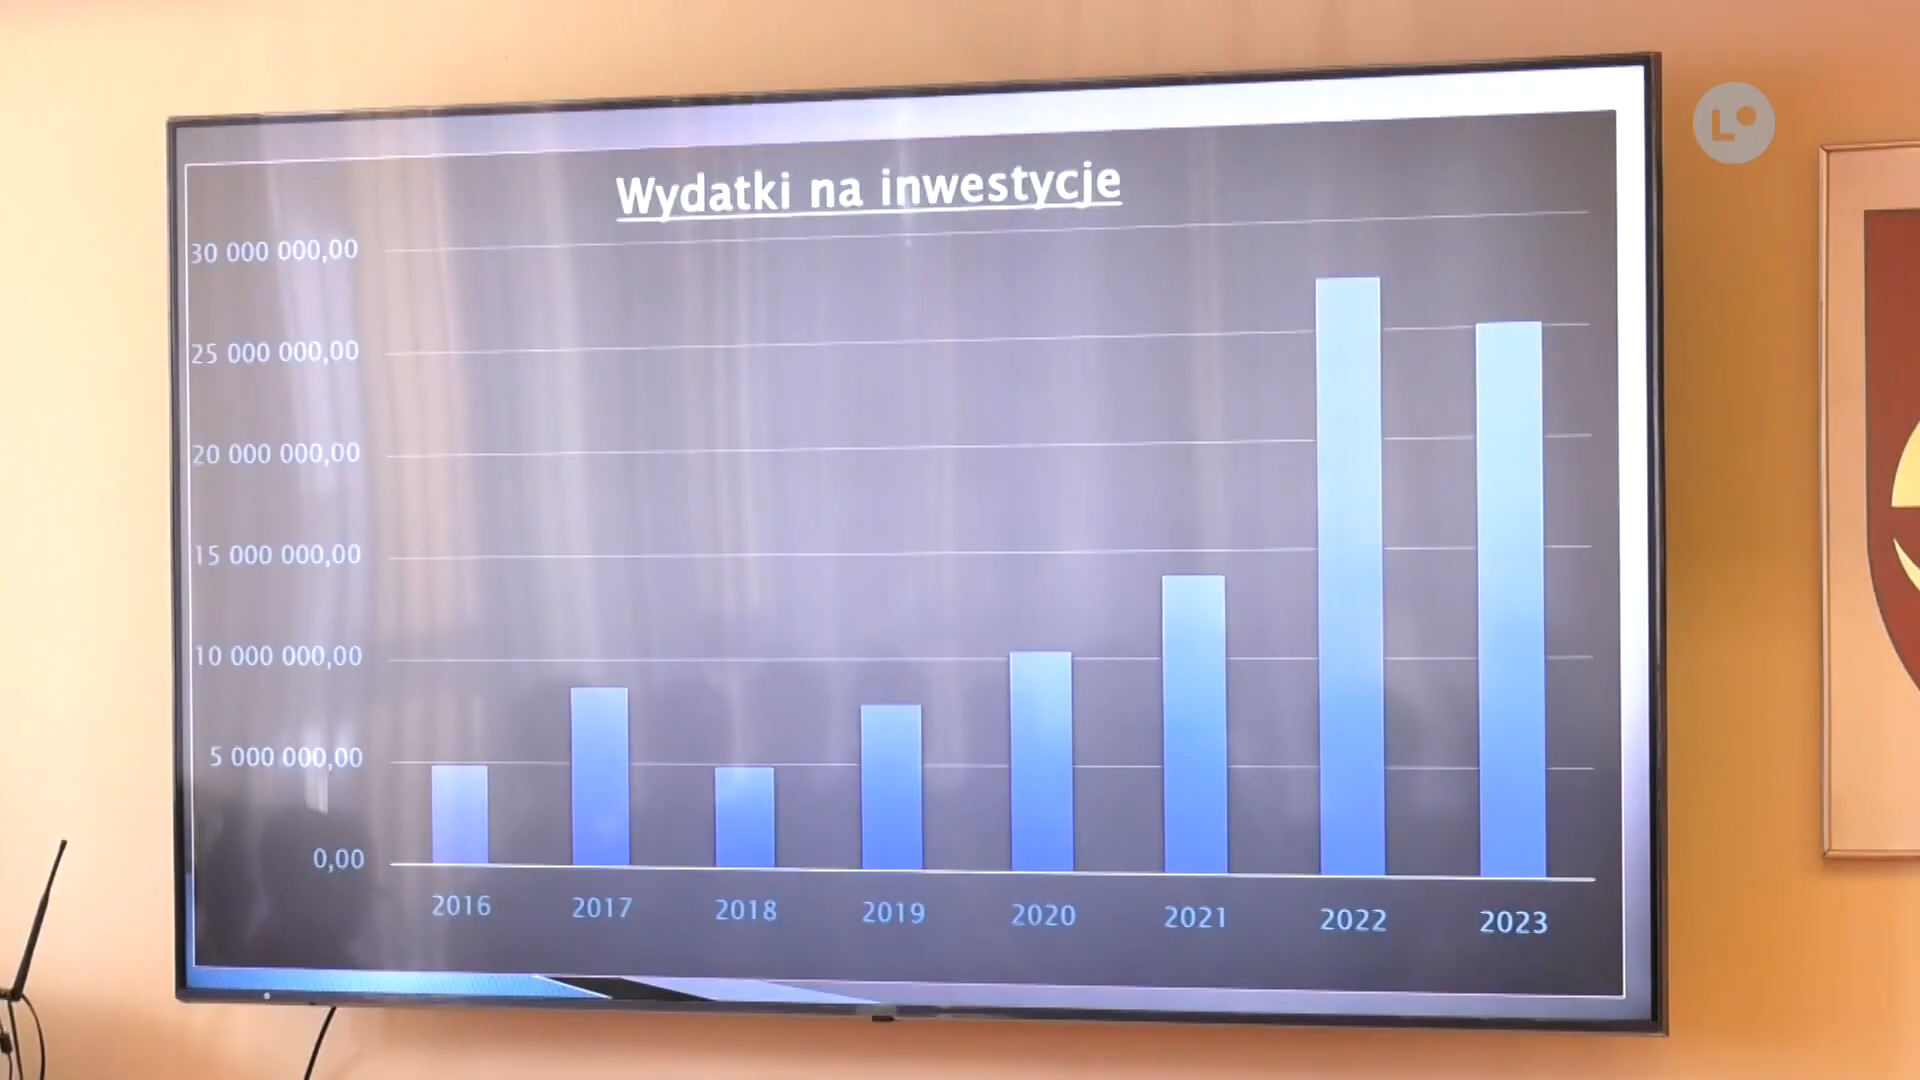 Wydatki na inwestycje
30 000 000,00
25 000 000,00
20 000 000,00
15 000 000,00
10 000 000,00
5 000 000,00
0,00
2016 2017 2018 2019 2020 2021 2022 2023
LO